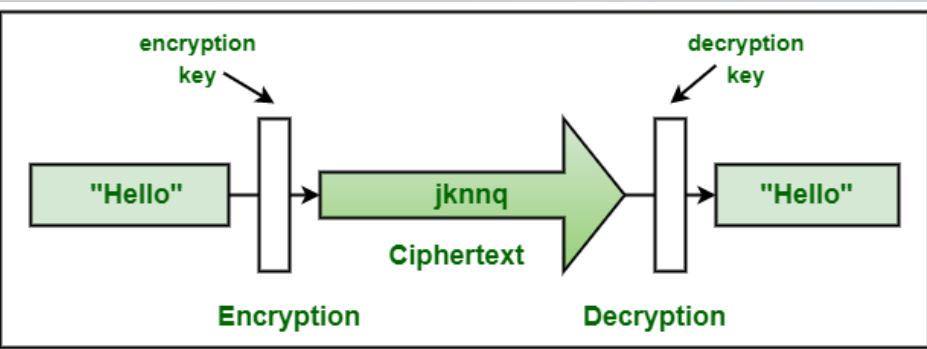 encryption
key
decryption
key
"Hello"
jknnq
"Hello"
Ciphertext
Encryption
Decryption